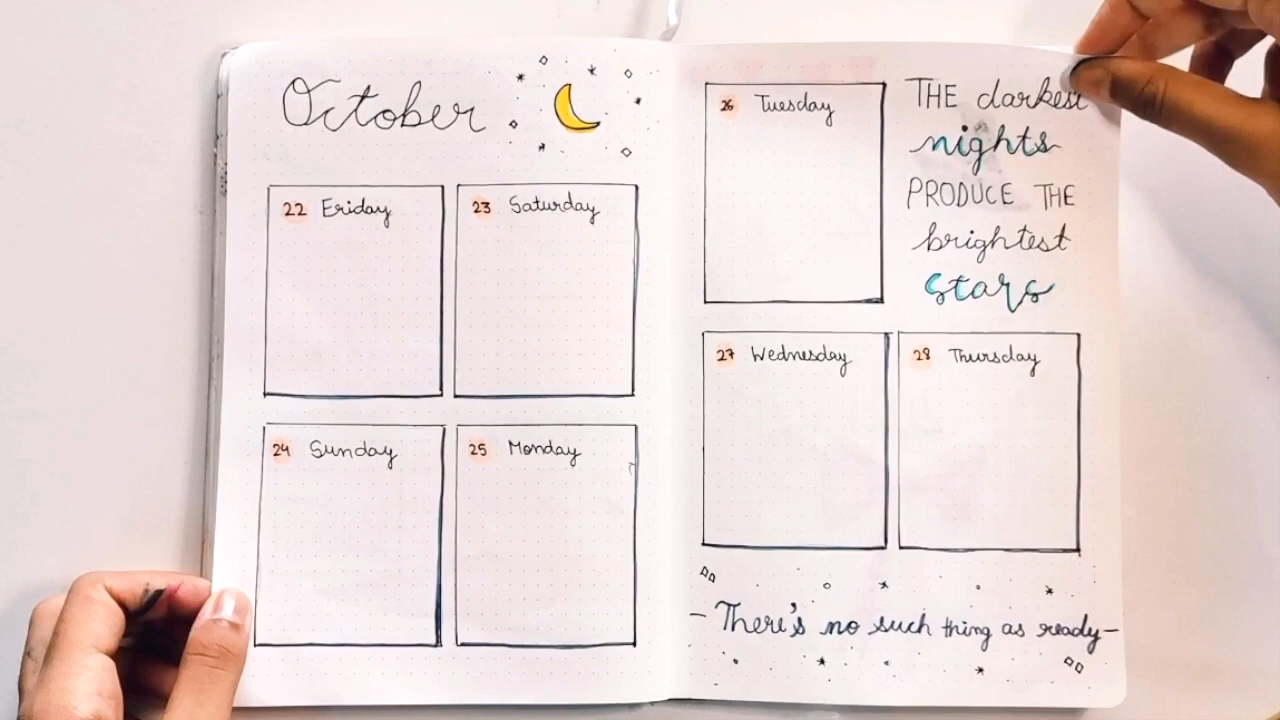 October
22 Friday
23 Saturday
24 Sunday
25 Monday
26 Tuesday
THE darkest
nights
PRODUCE THE
brightest
stars
27 Wednesday
28 Thursday
- There's no such thing as ready -